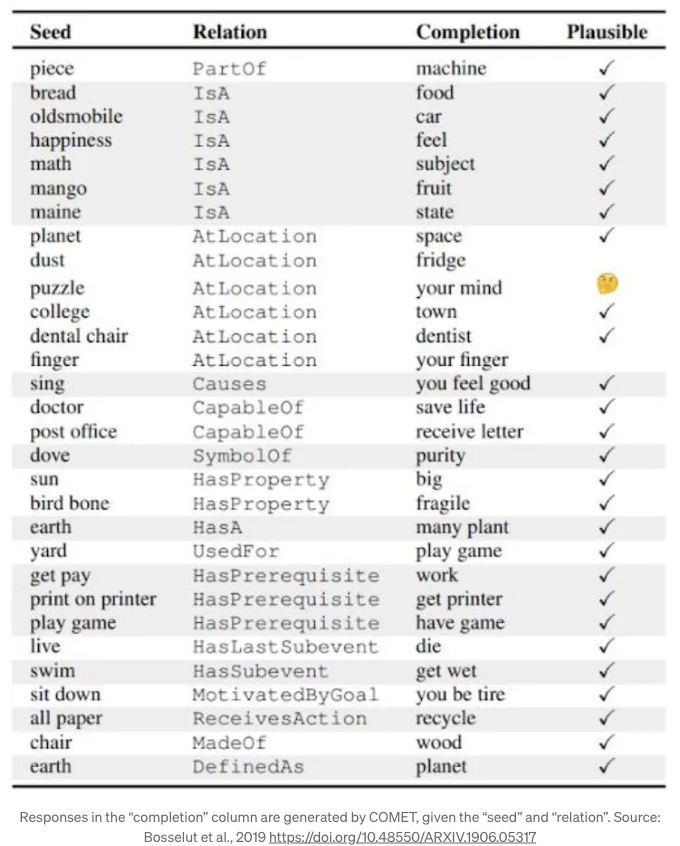 Seed Relation Completion Plausible
piece PartOf machine ✓
bread IsA food ✓
oldsmobile IsA car ✓
happiness IsA feel ✓
math IsA subject ✓
mango IsA fruit ✓
maine IsA state ✓
planet AtLocation space ✓
dust AtLocation fridge
puzzle AtLocation your mind 🤔
college AtLocation town ✓
dental chair AtLocation dentist ✓
finger AtLocation your finger
sing Causes you feel good ✓
doctor CapableOf save life ✓
post office CapableOf receive letter ✓
dove SymbolOf purity ✓
sun HasProperty big ✓
bird bone HasProperty fragile ✓
earth HasA many plant ✓
yard UsedFor play game ✓
get pay HasPrerequisite work ✓
print on printer HasPrerequisite get printer ✓
play game HasPrerequisite have game ✓
live HasLastSubevent die ✓
swim HasSubevent get wet ✓
sit down MotivatedByGoal you be tire ✓
all paper ReceivesAction recycle ✓
chair MadeOf wood ✓
earth DefinedAs planet ✓
Responses in the “completion” column are generated by COMET, given the “seed” and “relation”. Source:
Bosselut et al., 2019 https://doi.org/10.48550/ARXIV.1906.05317